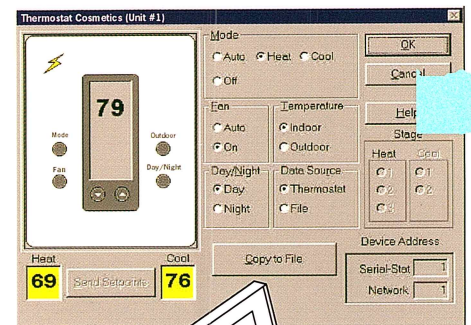 Thermostat Cosmetics (Unit #1)
79
Mode
Fan
Outdoor
Day/Night
Heat
69
Send Setpoints
Cool
76
Mode
Auto Heat Cool
Off
Fan
Auto
On
Temperature
Indoor
Outdoor
Day/Night
Day
Night
Data Source
Thermostat
File
Copy to File
OK
Cancel
Help
Stage
Heat Cool
1 1
2 2
3
Device Address
Serial-Stat 1
Network 1